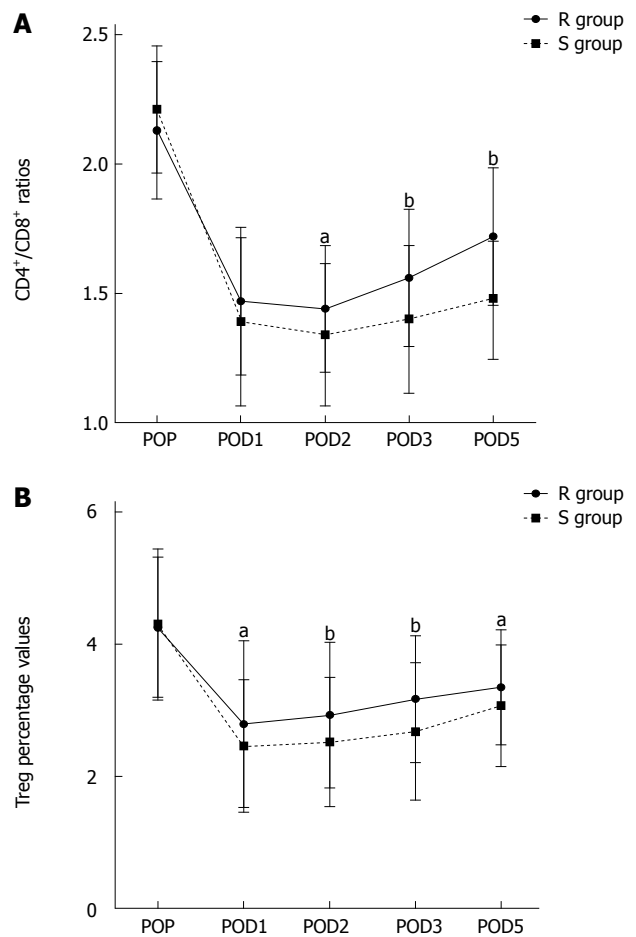 A
R group
S group
2.5
2.0
1.5
1.0
CD4⁺/CD8⁺ ratios
a
b
b
POP POD1 POD2 POD3 POD5
B
R group
S group
6
4
2
0
Treg percentage values
a
b
b
a
POP POD1 POD2 POD3 POD5